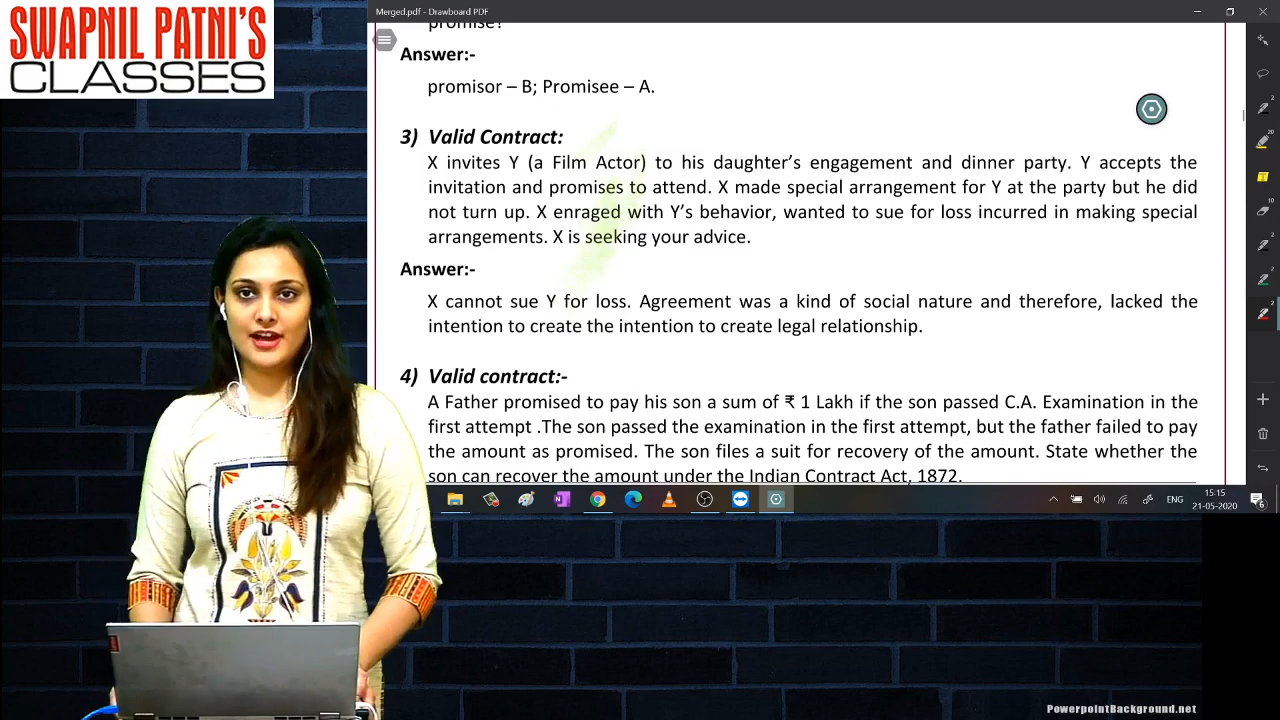 SWAPNIL PATNI'S
CLASSES
Merged.pdf - Drawboard PDF
promise?
Answer:-
promisor – B; Promisee – A.
3) Valid Contract:
X invites Y (a Film Actor) to his daughter's engagement and dinner party. Y accepts the
invitation and promises to attend. X made special arrangement for Y at the party but he did
not turn up. X enraged with Y's behavior, wanted to sue for loss incurred in making special
arrangements. X is seeking your advice.
Answer:-
X cannot sue Y for loss. Agreement was a kind of social nature and therefore, lacked the
intention to create the intention to create legal relationship.
4) Valid contract:-
A Father promised to pay his son a sum of ₹ 1 Lakh if the son passed C.A. Examination in the
first attempt .The son passed the examination in the first attempt, but the father failed to pay
the amount as promised. The son files a suit for recovery of the amount. State whether the
son can recover the amount under the Indian Contract Act, 1872.
ENG
15:15
21-05-2020
PowerpointBackground.net